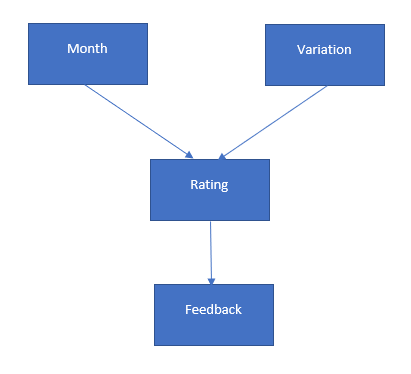 Month
Variation
Rating
Feedback